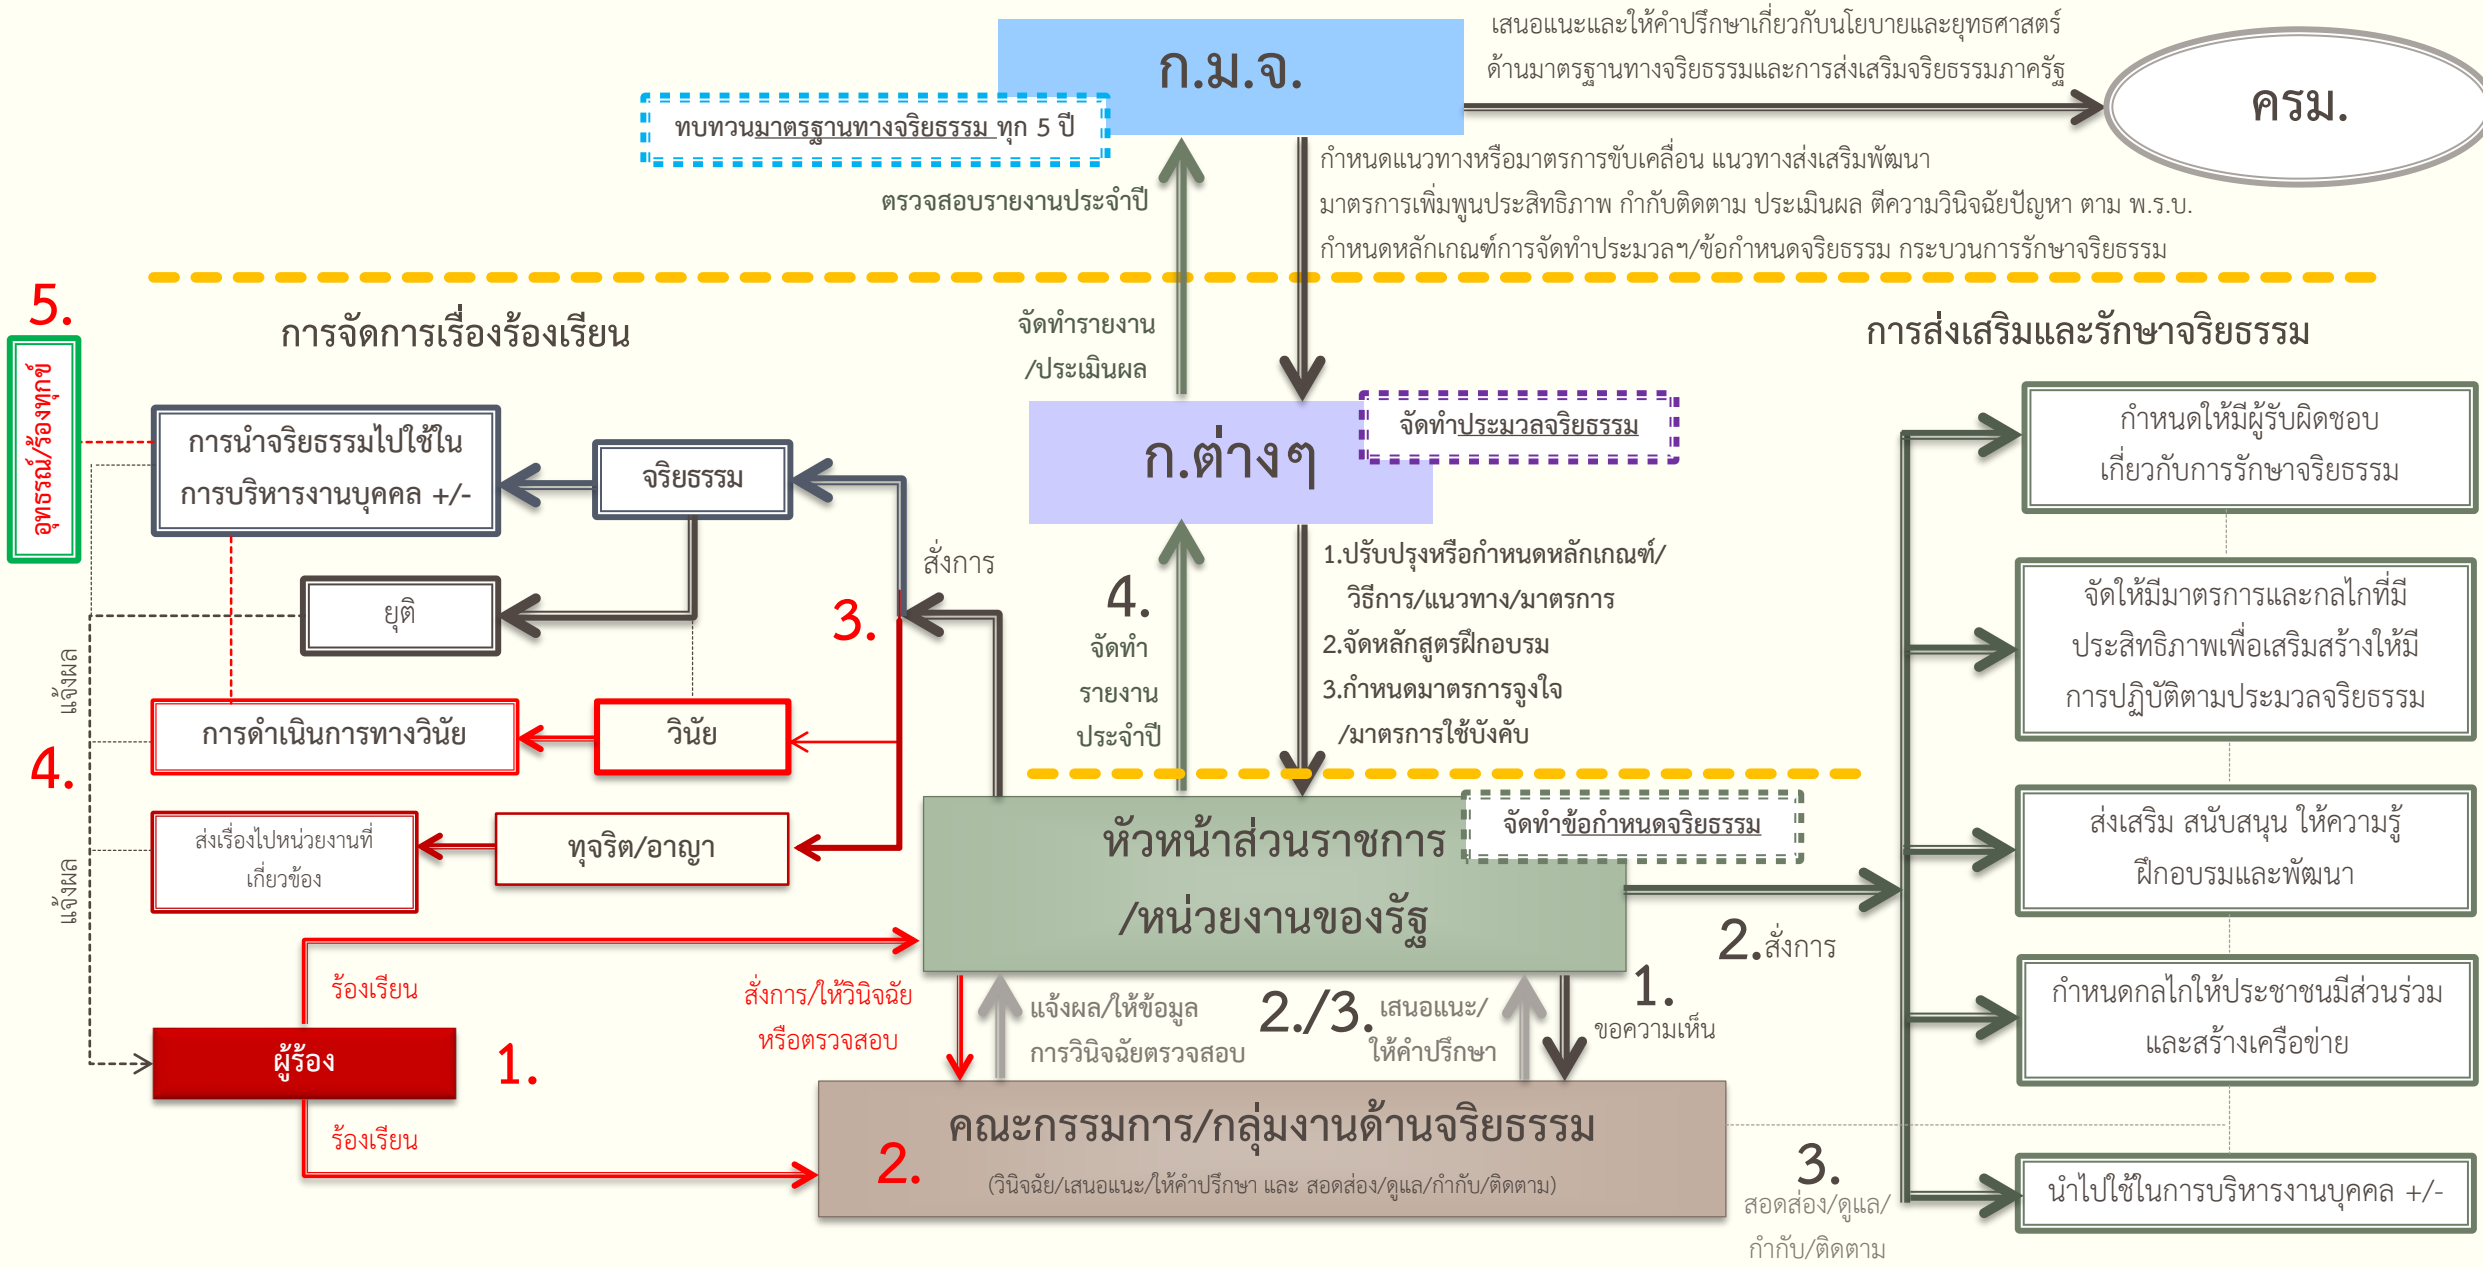 ก.ม.จ.
เสนอแนะและให้คำปรึกษาเกี่ยวกับนโยบายและยุทธศาสตร์
ด้านมาตรฐานทางจริยธรรมและการส่งเสริมจริยธรรมภาครัฐ
ครม.
ทบทวนมาตรฐานทางจริยธรรม ทุก 5 ปี
ตรวจสอบรายงานประจำปี
กำหนดแนวทางหรือมาตรการขับเคลื่อน แนวทางส่งเสริมพัฒนา
มาตรการเพิ่มพูนประสิทธิภาพ กำกับติดตาม ประเมินผล ตีความวินิจฉัยปัญหา ตาม พ.ร.บ.
กำหนดหลักเกณฑ์การจัดทำประมวลฯ/ข้อกำหนดจริยธรรม กระบวนการรักษาจริยธรรม
5.
อุทธรณ์/ร้องทุกข์
การจัดการเรื่องร้องเรียน
จัดทำรายงาน
/ประเมินผล
การส่งเสริมและรักษาจริยธรรม
ก.ต่างๆ
จัดทำประมวลจริยธรรม
การนำจริยธรรมไปใช้ใน
การบริหารงานบุคคล +/-
จริยธรรม
สั่งการ
3.
ยุติ
แจ้งผล
การดำเนินการทางวินัย
วินัย
4.
ส่งเรื่องไปหน่วยงานที่
เกี่ยวข้อง
ทุจริต/อาญา
แจ้งผล
4.
จัดทำ
รายงาน
ประจำปี
1.ปรับปรุงหรือกำหนดหลักเกณฑ์/
วิธีการ/แนวทาง/มาตรการ
2.จัดหลักสูตรฝึกอบรม
3.กำหนดมาตรการจูงใจ
/มาตรการใช้บังคับ
หัวหน้าส่วนราชการ
/หน่วยงานของรัฐ
จัดทำข้อกำหนดจริยธรรม
2.สั่งการ
กำหนดให้มีผู้รับผิดชอบ
เกี่ยวกับการรักษาจริยธรรม
จัดให้มีมาตรการและกลไกที่มี
ประสิทธิภาพเพื่อเสริมสร้างให้มี
การปฏิบัติตามประมวลจริยธรรม
ส่งเสริม สนับสนุน ให้ความรู้
ฝึกอบรมและพัฒนา
กำหนดกลไกให้ประชาชนมีส่วนร่วม
และสร้างเครือข่าย
นำไปใช้ในการบริหารงานบุคคล +/-
ร้องเรียน
ผู้ร้อง
1.
ร้องเรียน
สั่งการ/ให้วินิจฉัย
หรือตรวจสอบ
แจ้งผล/ให้ข้อมูล
การวินิจฉัยตรวจสอบ
2./3.
เสนอแนะ/
ให้คำปรึกษา
1.
ขอความเห็น
2.
คณะกรรมการ/กลุ่มงานด้านจริยธรรม
(วินิจฉัย/เสนอแนะ/ให้คำปรึกษา และ สอดส่อง/ดูแล/กำกับ/ติดตาม)
3.
สอดส่อง/ดูแล/
กำกับ/ติดตาม